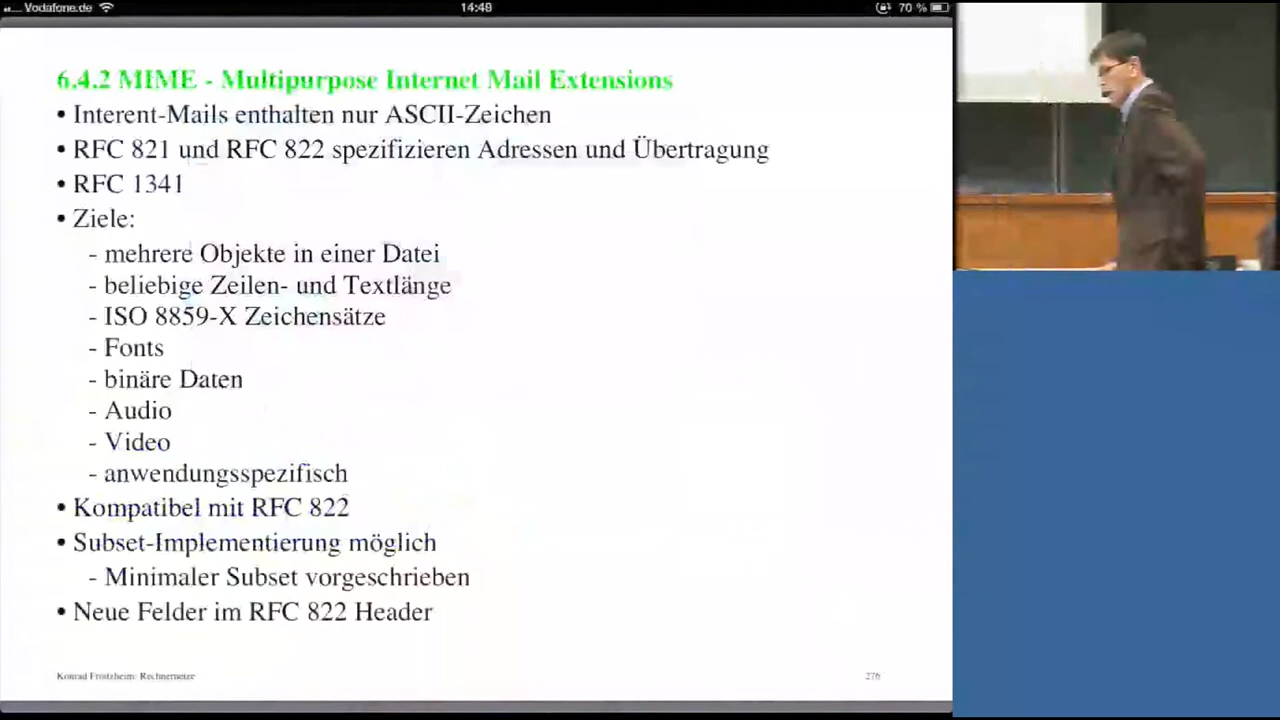 Vodafone.de 14:48 70 %
6.4.2 MIME - Multipurpose Internet Mail Extensions
• Interent-Mails enthalten nur ASCII-Zeichen
• RFC 821 und RFC 822 spezifizieren Adressen und Übertragung
• RFC 1341
• Ziele:
- mehrere Objekte in einer Datei
- beliebige Zeilen- und Textlänge
- ISO 8859-X Zeichensätze
- Fonts
- binäre Daten
- Audio
- Video
- anwendungsspezifisch
• Kompatibel mit RFC 822
• Subset-Implementierung möglich
- Minimaler Subset vorgeschrieben
• Neue Felder im RFC 822 Header
Konrad Froitzheim: Rechnernetze 276